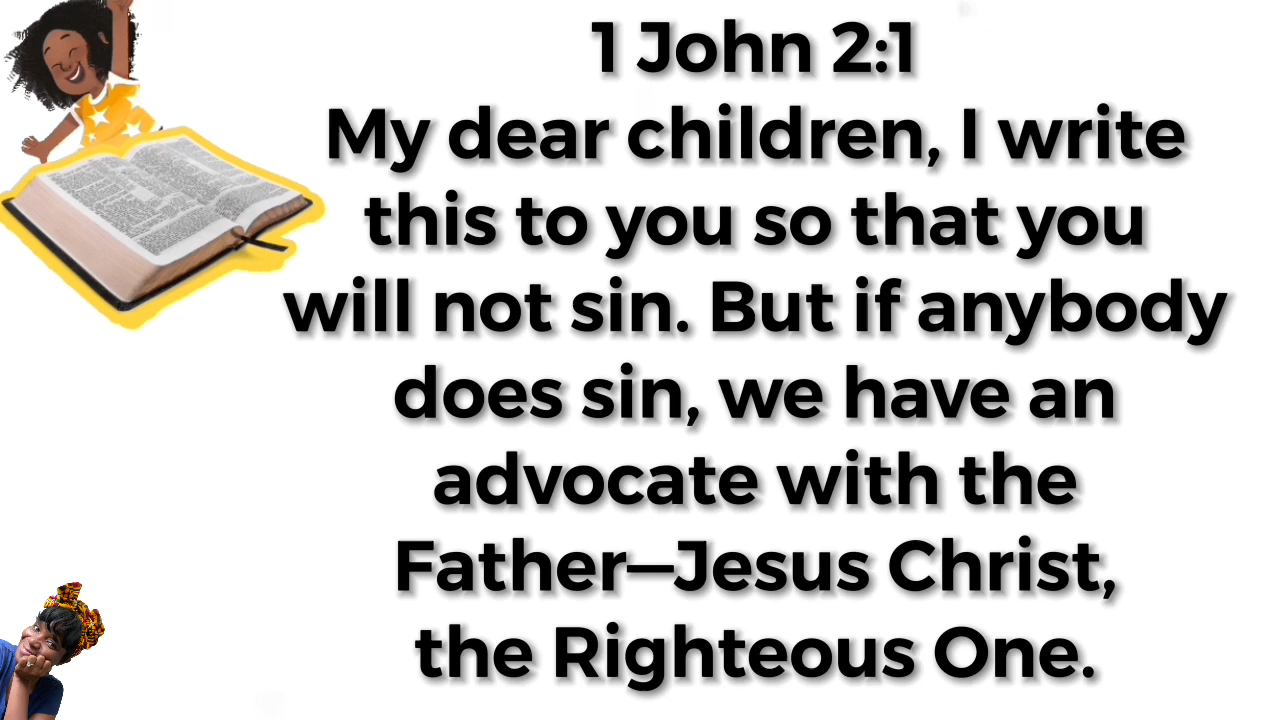 1 John 2:1
My dear children, I write
this to you so that you
will not sin. But if anybody
does sin, we have an
advocate with the
Father—Jesus Christ,
the Righteous One.